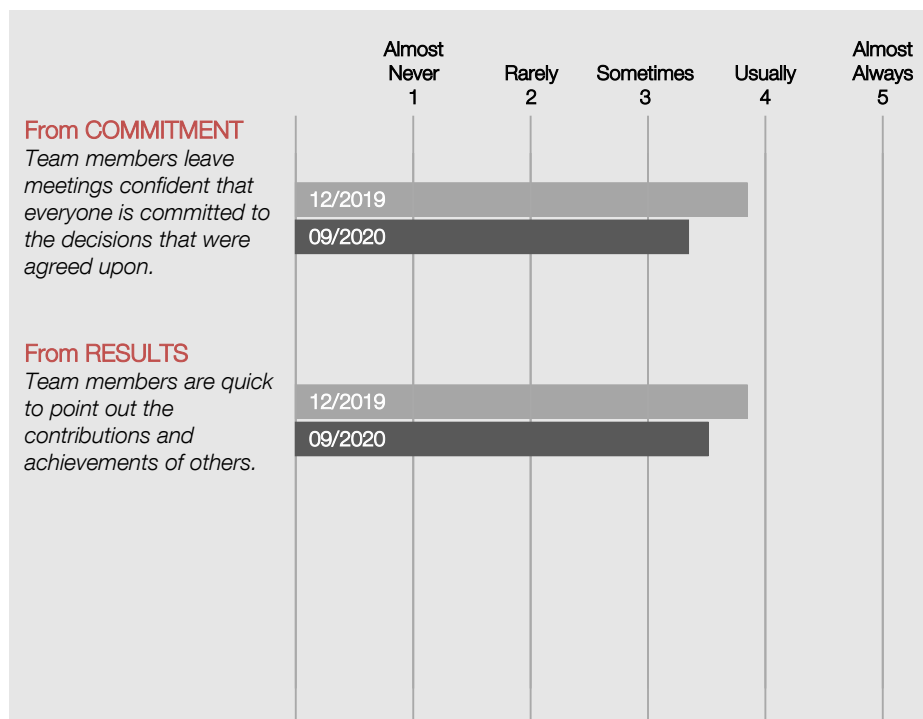 Almost Never 1
Rarely 2
Sometimes 3
Usually 4
Almost Always 5
From COMMITMENT
Team members leave
meetings confident that
everyone is committed to
the decisions that were
agreed upon.
12/2019
09/2020
From RESULTS
Team members are quick
to point out the
contributions and
achievements of others.
12/2019
09/2020